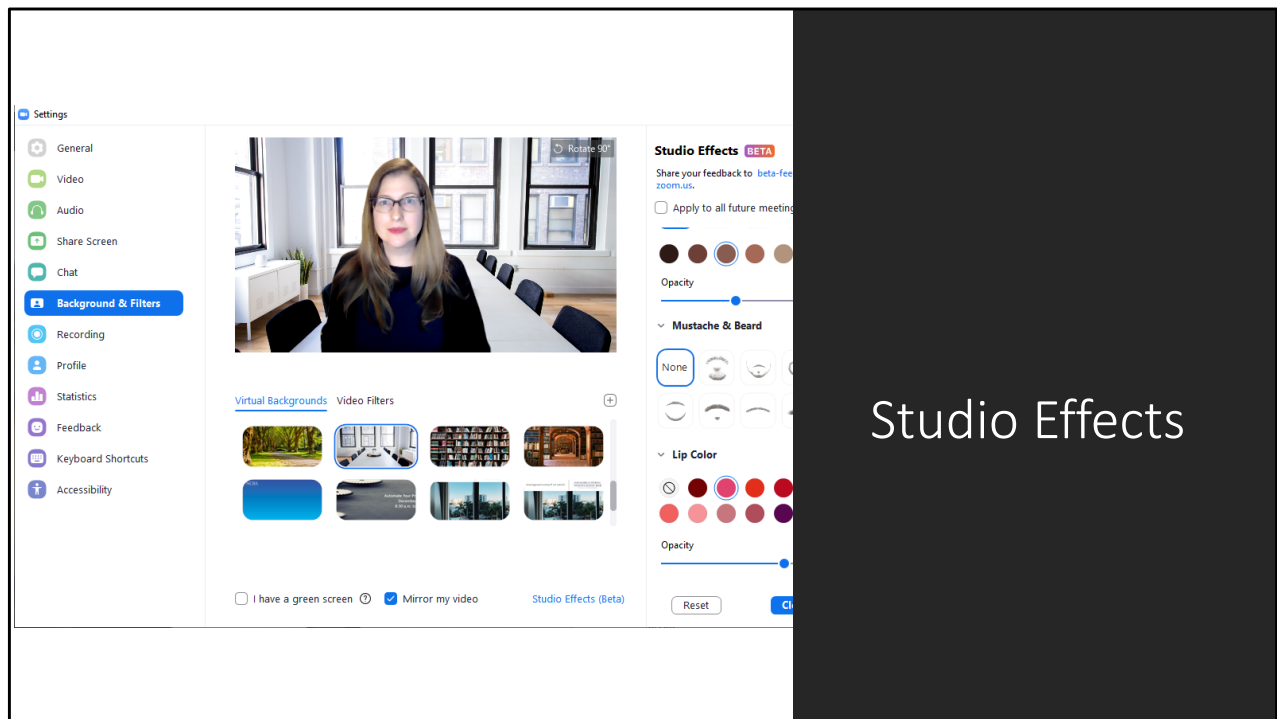 Settings
General
Video
Audio
Share Screen
Chat
Background & Filters
Recording
Profile
Statistics
Feedback
Keyboard Shortcuts
Accessibility
Rotate 90°
Virtual Backgrounds Video Filters
I have a green screen
Mirror my video
Studio Effects (Beta)
Studio Effects BETA
Share your feedback to beta-fee
zoom.us.
Apply to all future meeting
Opacity
Mustache & Beard
None
Lip Color
Opacity
Reset
Studio Effects